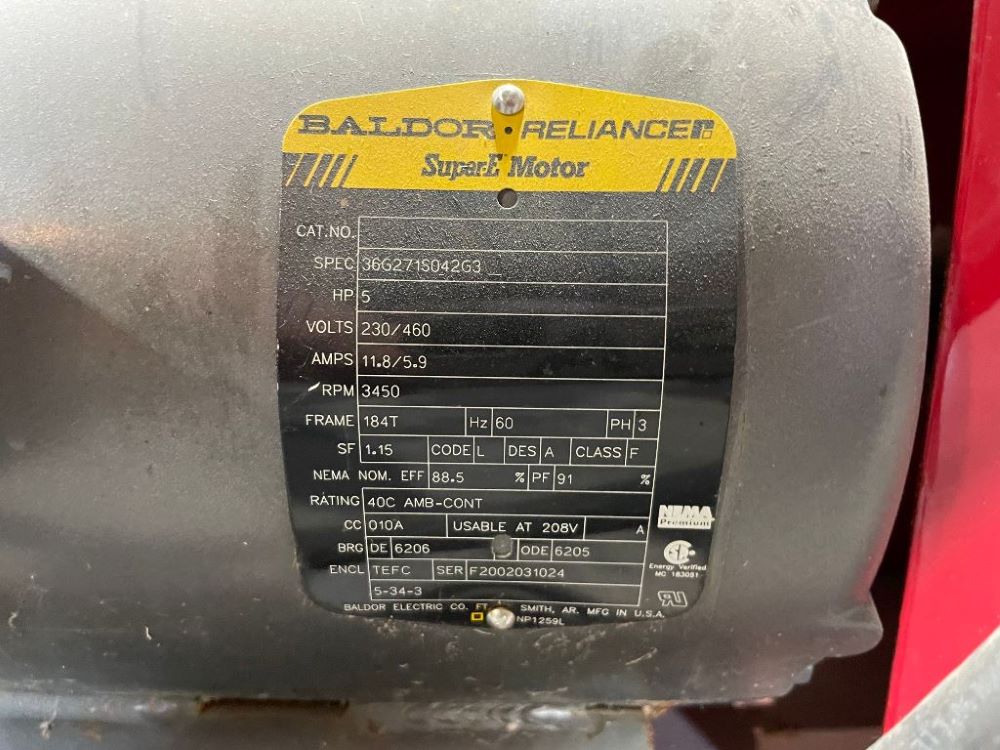 BALDOR · RELIANCE
Super-E Motor
CAT.NO.
SPEC 36G271S042G3
HP 5
VOLTS 230/460
AMPS 11.8/5.9
RPM 3450
FRAME 184T Hz 60 PH 3
SF 1.15 CODE L DES A CLASS F
NEMA NOM. EFF 88.5 % PF 91 %
RATING 40C AMB-CONT
CC 010A USABLE AT 208V A
NEMA
Premium
BRG DE 6206 ODE 6205
Energy Verified
MC 183051
ENCL TEFC SER F2002031024
5-34-3
BALDOR ELECTRIC CO. FT. SMITH, AR. MFG IN U.S.A.
NP1259L